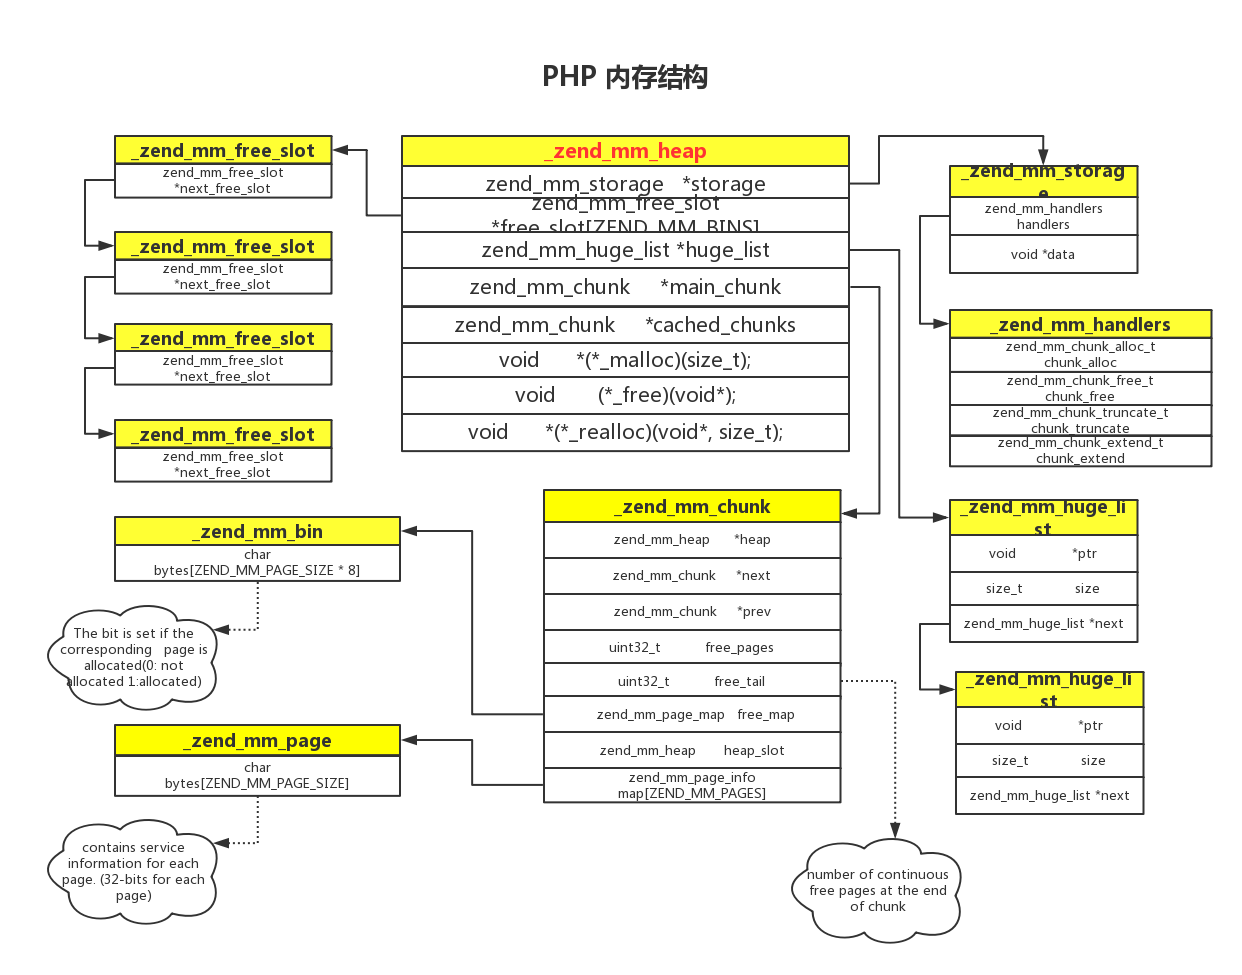 PHP 内存结构
_zend_mm_free_slot
zend_mm_free_slot
*next_free_slot
_zend_mm_free_slot
zend_mm_free_slot
*next_free_slot
_zend_mm_free_slot
zend_mm_free_slot
*next_free_slot
_zend_mm_free_slot
zend_mm_free_slot
*next_free_slot
_zend_mm_heap
zend_mm_storage *storage
zend_mm_free_slot
*free_slot[ZEND_MM_BINS]
zend_mm_huge_list *huge_list
zend_mm_chunk *main_chunk
zend_mm_chunk *cached_chunks
void *(*_malloc)(size_t);
void (*_free)(void*);
void *(*_realloc)(void*, size_t);
_zend_mm_storag
e
zend_mm_handlers
handlers
void *data
_zend_mm_handlers
zend_mm_chunk_alloc_t
chunk_alloc
zend_mm_chunk_free_t
chunk_free
zend_mm_chunk_truncate_t
chunk_truncate
zend_mm_chunk_extend_t
chunk_extend
_zend_mm_bin
char
bytes[ZEND_MM_PAGE_SIZE * 8]
The bit is set if the
corresponding page is
allocated(0: not
allocated 1:allocated)
_zend_mm_page
char
bytes[ZEND_MM_PAGE_SIZE]
contains service
information for each
page. (32-bits for each
page)
_zend_mm_chunk
zend_mm_heap *heap
zend_mm_chunk *next
zend_mm_chunk *prev
uint32_t free_pages
uint32_t free_tail
zend_mm_page_map free_map
zend_mm_heap heap_slot
zend_mm_page_info
map[ZEND_MM_PAGES]
_zend_mm_huge_li
st
void *ptr
size_t size
zend_mm_huge_list *next
_zend_mm_huge_li
st
void *ptr
size_t size
zend_mm_huge_list *next
number of continuous
free pages at the end
of chunk